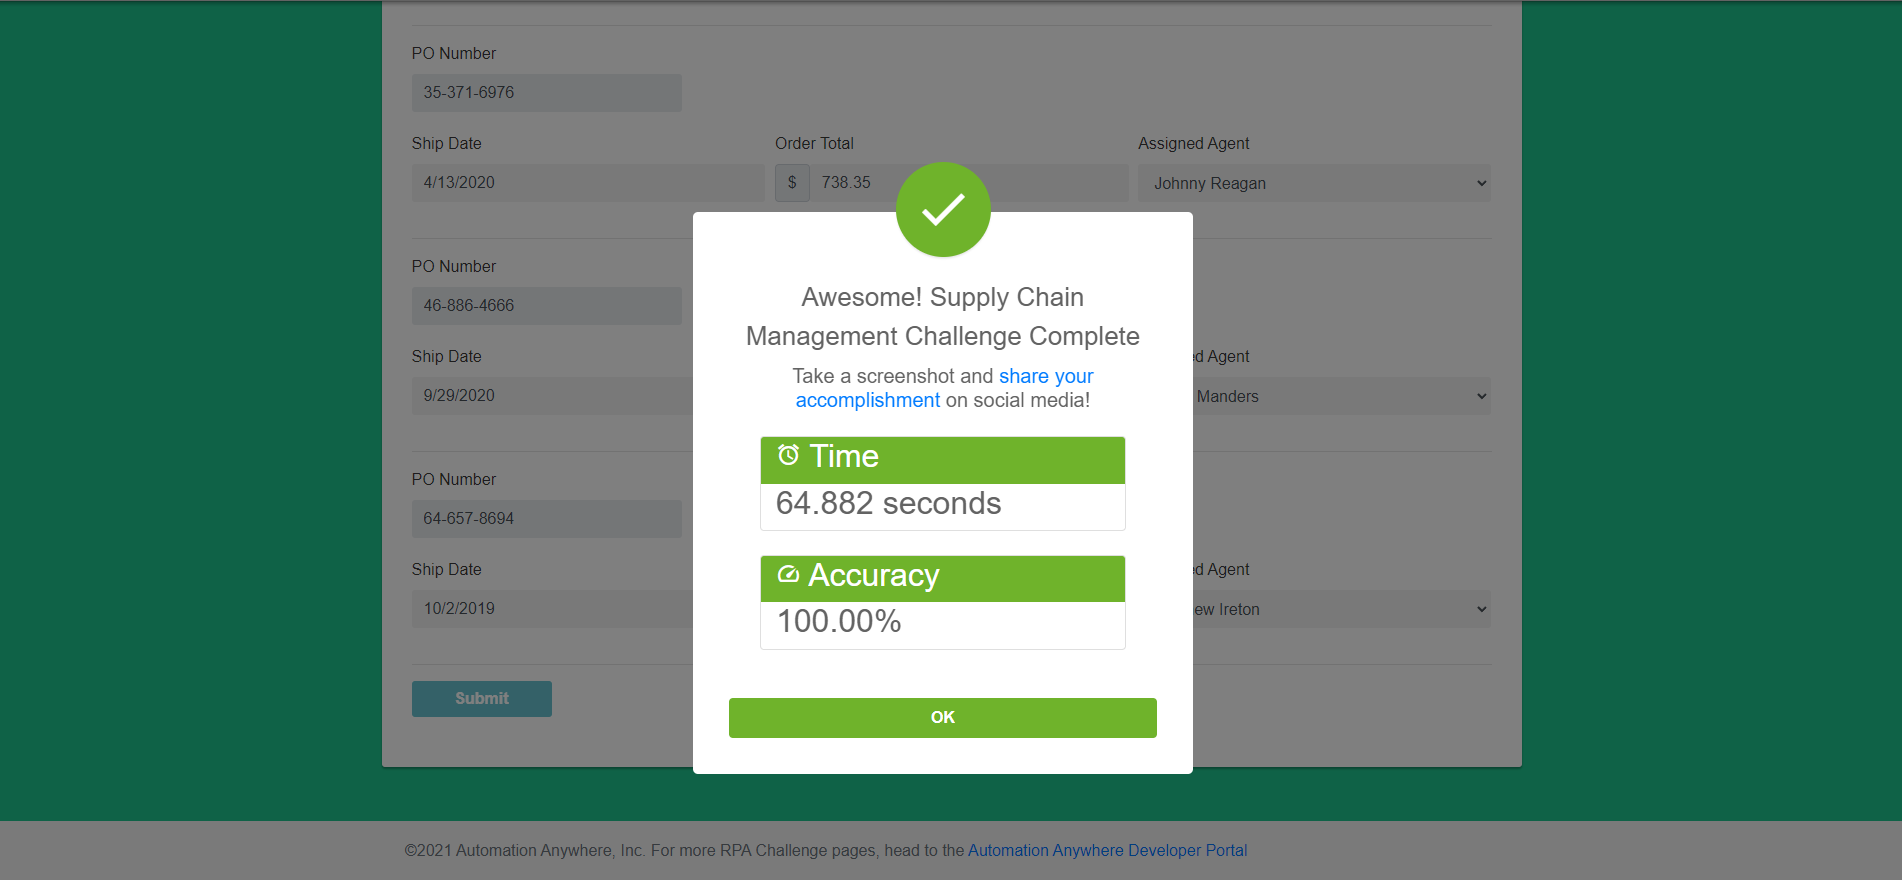 PO Number
35-371-6976
Ship Date Order Total Assigned Agent
4/13/2020 $ 738.35 Johnny Reagan
PO Number
46-886-4666
Ship Date
9/29/2020
Agent
Manders
PO Number
64-657-8694
Ship Date
10/2/2019
Agent
Ireton
Submit
Awesome! Supply Chain
Management Challenge Complete
Take a screenshot and share your
accomplishment on social media!
Time
64.882 seconds
Accuracy
100.00%
OK
©2021 Automation Anywhere, Inc. For more RPA Challenge pages, head to the Automation Anywhere Developer Portal